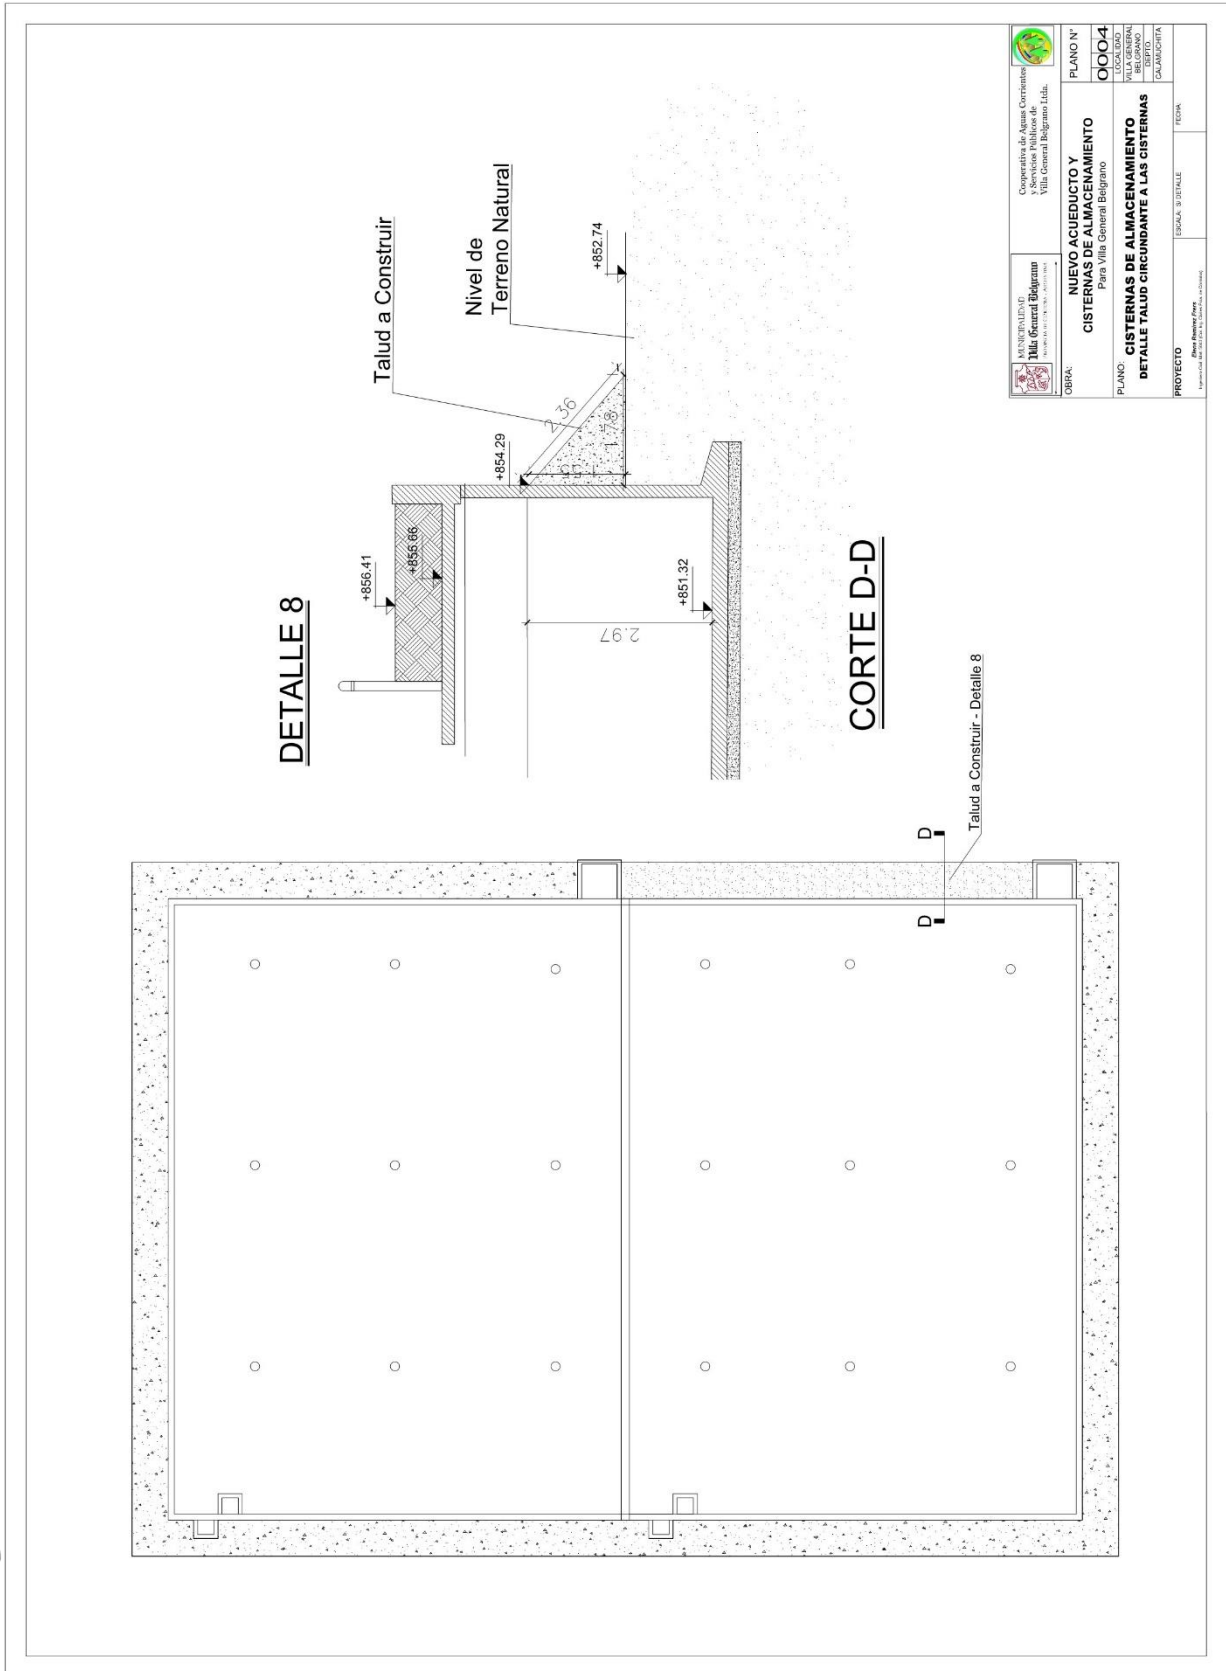 DETALLE 8
Talud a Construir
Nivel de
Terreno Natural
+856.41
+855.66
+854.29
+852.74
2.36
1.78
2.97
+851.32
CORTE D-D
D
D
Talud a Construir - Detalle 8
MUNICIPALIDAD
Villa General Belgrano
Cooperativa de Aguas Corrientes
y Servicios Públicos de
Villa General Belgrano Ltda.
OBRA:
NUEVO ACUEDUCTO Y
CISTERNAS DE ALMACENAMIENTO
Para Villa General Belgrano
PLANO N°
0004
PLANO:
CISTERNAS DE ALMACENAMIENTO
DETALLE TALUD CIRCUNDANTE A LAS CISTERNAS
LOCALIDAD
VILLA GENERAL
BELGRANO
DEPTO.
CALAMUCHITA
PROYECTO
ESCALA: S/ DETALLE
FECHA: